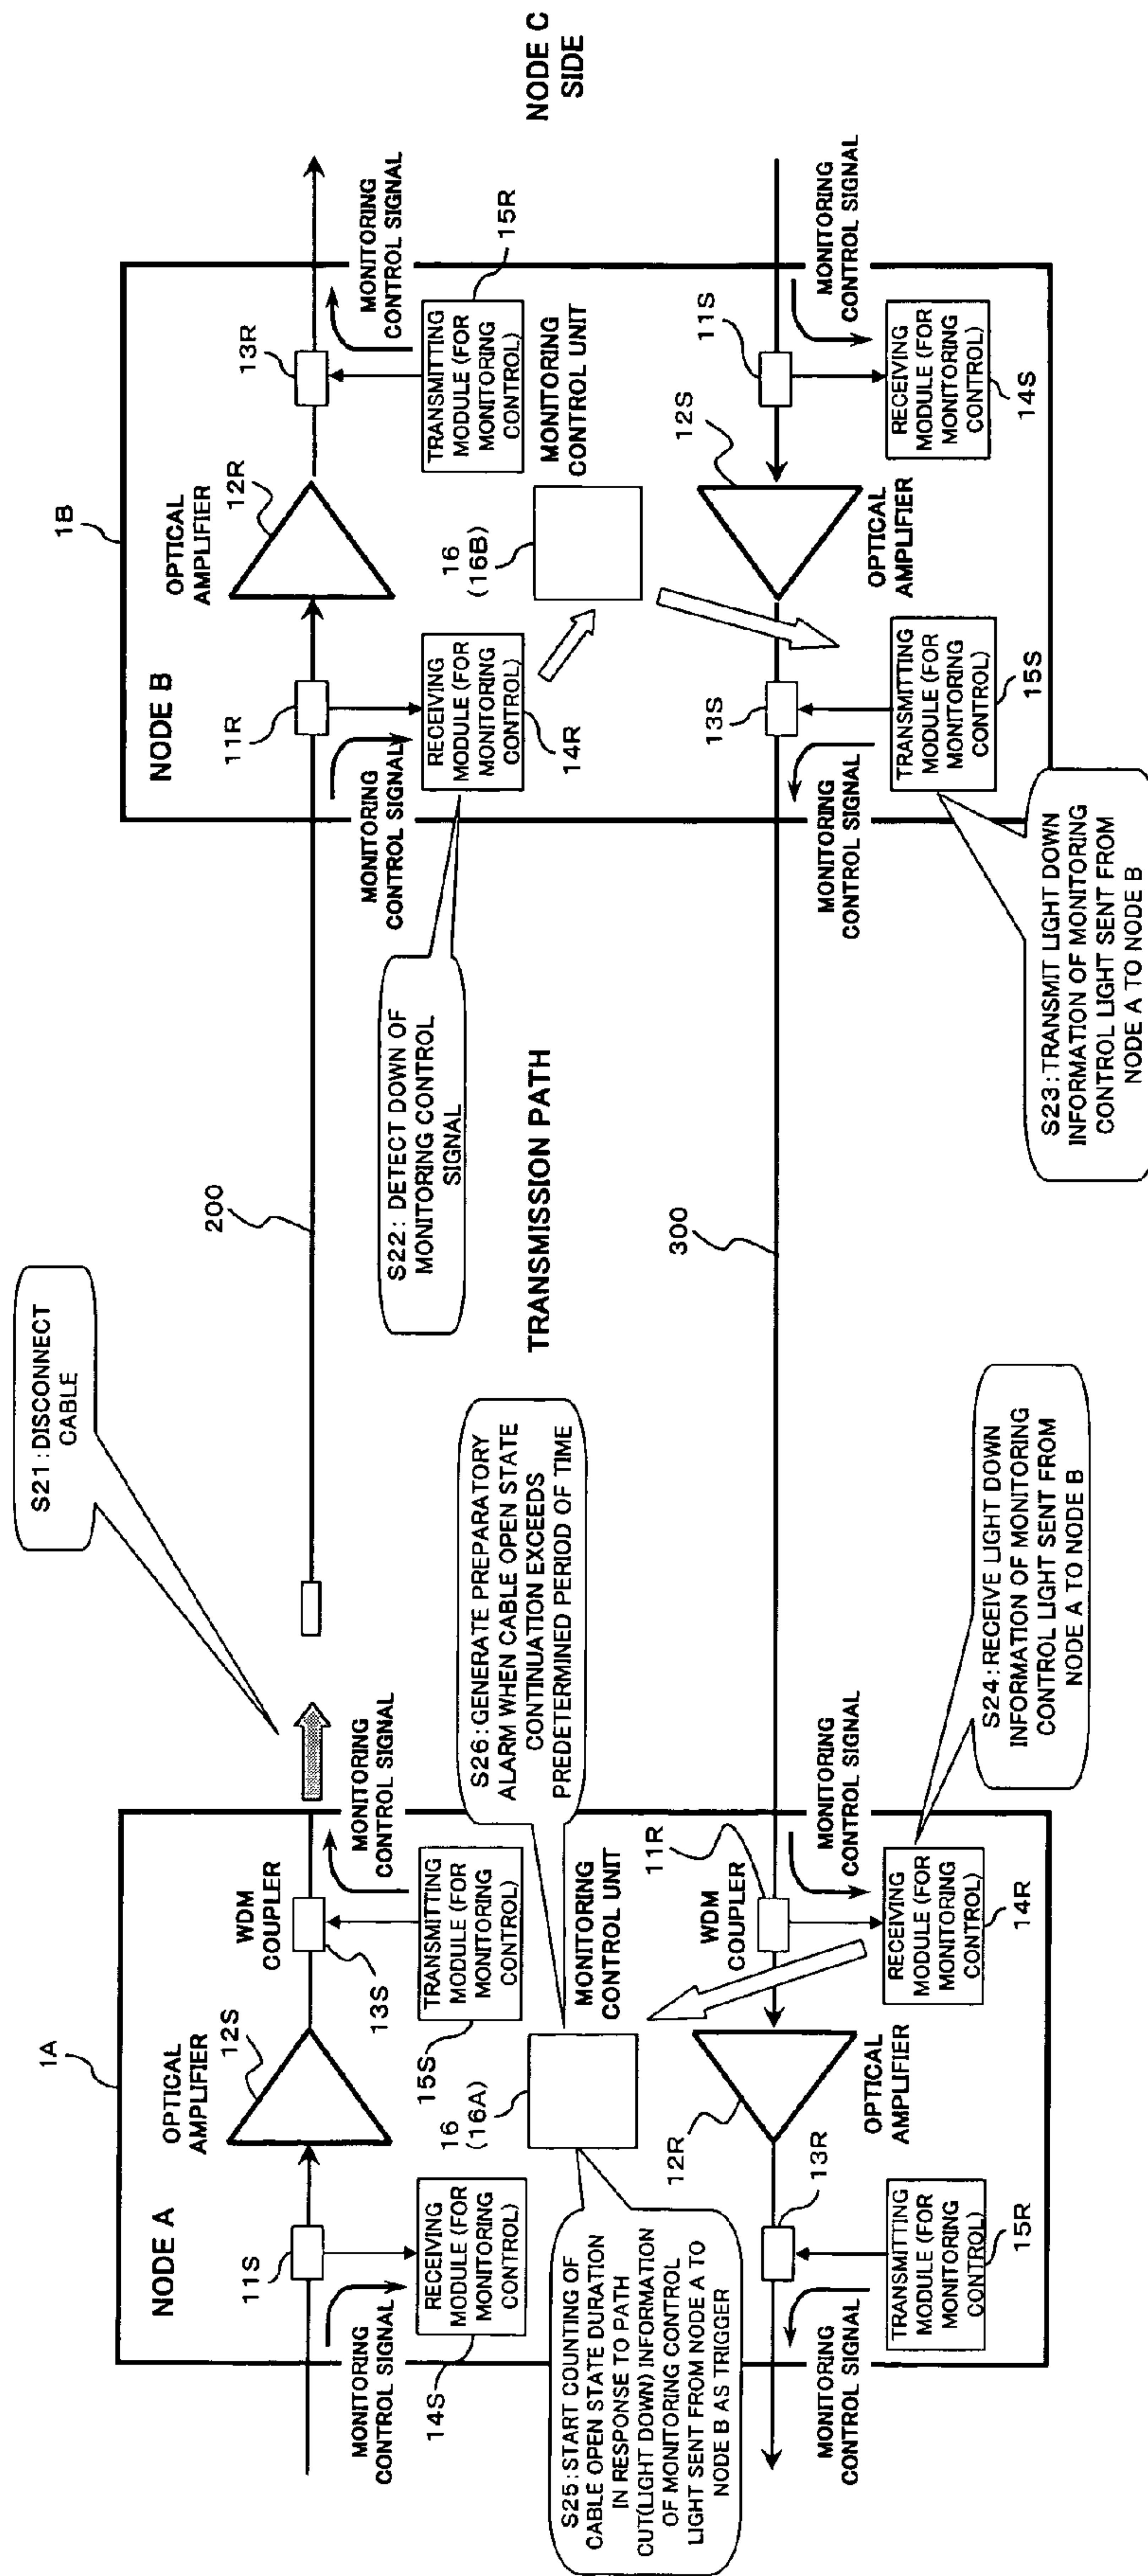 S21:DISCONNECT
CABLE
1A
NODE A
11S
OPTICAL
AMPLIFIER
12S
WDM
COUPLER
13S
MONITORING
CONTROL SIGNAL
RECEIVING
MODULE (FOR
MONITORING
CONTROL)
14S
TRANSMITTING
MODULE (FOR
MONITORING
CONTROL)
15S
MONITORING
CONTROL SIGNAL
16
(16A)
MONITORING
CONTROL UNIT
S26:GENERATE PREPARATORY
ALARM WHEN CABLE OPEN STATE
CONTINUATION EXCEEDS
PREDETERMINED PERIOD OF TIME
S25:START COUNTING OF
CABLE OPEN STATE DURATION
IN RESPONSE TO PATH
CUT(LIGHT DOWN) INFORMATION
OF MONITORING CONTROL
LIGHT SENT FROM NODE A TO
NODE B AS TRIGGER
12R
13R
11R
WDM
COUPLER
OPTICAL
AMPLIFIER
MONITORING
CONTROL SIGNAL
TRANSMITTING
MODULE (FOR
MONITORING
CONTROL)
15R
RECEIVING
MODULE (FOR
MONITORING
CONTROL)
14R
MONITORING
CONTROL SIGNAL
S24:RECEIVE LIGHT DOWN
INFORMATION OF MONITORING
CONTROL LIGHT SENT FROM
NODE A TO NODE B
200
TRANSMISSION PATH
300
S22: DETECT DOWN OF
MONITORING CONTROL
SIGNAL
1B
NODE B
11R
OPTICAL
AMPLIFIER
12R
13R
MONITORING
CONTROL SIGNAL
RECEIVING
MODULE (FOR
MONITORING
CONTROL)
14R
TRANSMITTING
MODULE (FOR
MONITORING
CONTROL)
15R
MONITORING
CONTROL SIGNAL
16
(16B)
MONITORING
CONTROL UNIT
NODE C
SIDE
13S
12S
11S
OPTICAL
AMPLIFIER
MONITORING
CONTROL SIGNAL
TRANSMITTING
MODULE (FOR
MONITORING
CONTROL)
15S
RECEIVING
MODULE (FOR
MONITORING
CONTROL)
14S
MONITORING
CONTROL SIGNAL
S23:TRANSMIT LIGHT DOWN
INFORMATION OF MONITORING
CONTROL LIGHT SENT FROM
NODE A TO NODE B